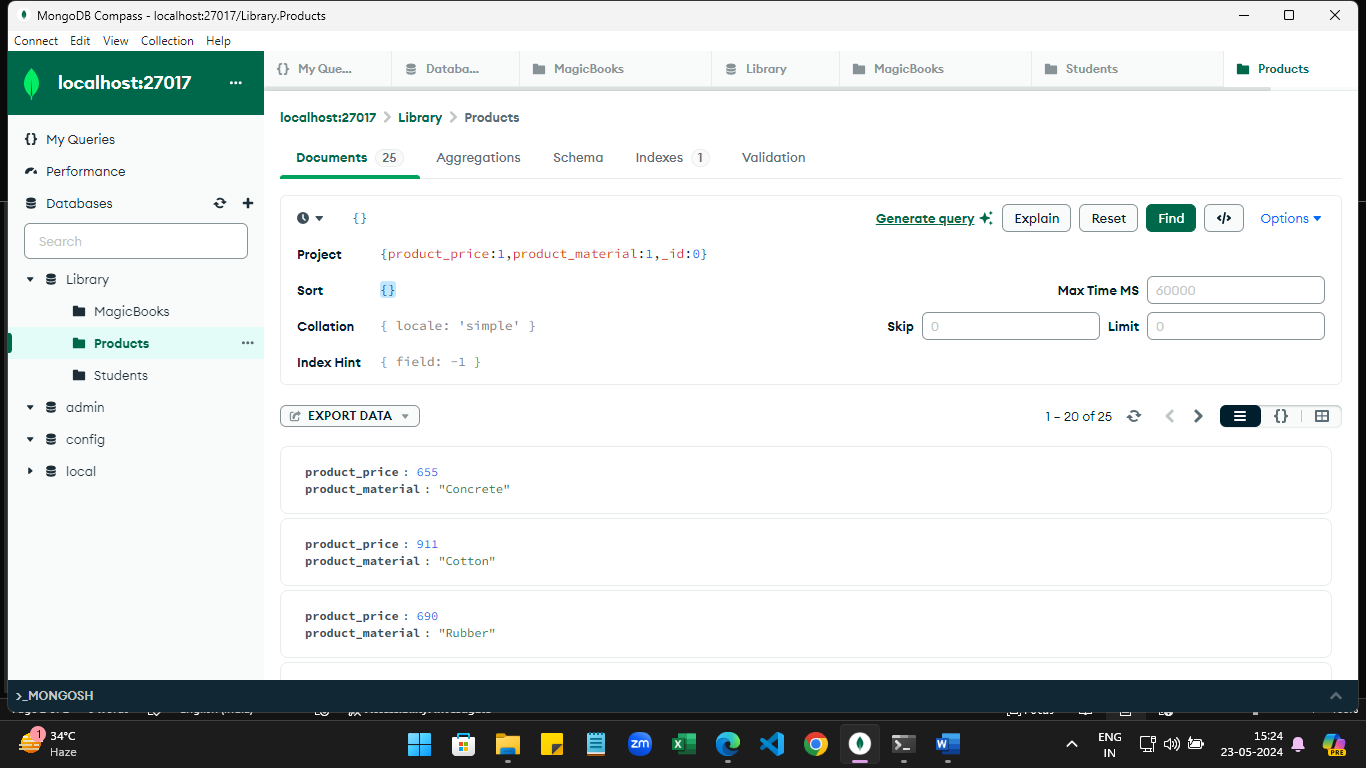 MongoDB Compass - localhost:27017/Library.Products
Connect Edit View Collection Help
localhost:27017 ...
{} My Que... Databa... MagicBooks Library MagicBooks Students Products
localhost:27017 > Library > Products
{} My Queries
Performance
Databases
Search
Library
MagicBooks
Products ...
Students
admin
config
local
Documents 25 Aggregations Schema Indexes 1 Validation
{} Generate query Explain Reset Find </> Options
Project {product_price:1,product_material:1,_id:0}
Sort {} Max Time MS 60000
Collation { locale: 'simple' } Skip 0 Limit 0
Index Hint { field: -1 }
EXPORT DATA 1 – 20 of 25 {}
product_price : 655
product_material : "Concrete"
product_price : 911
product_material : "Cotton"
product_price : 690
product_material : "Rubber"
>_MONGOSH
1 34°C
Haze
zm
ENG
IN
15:24
23-05-2024
PRE